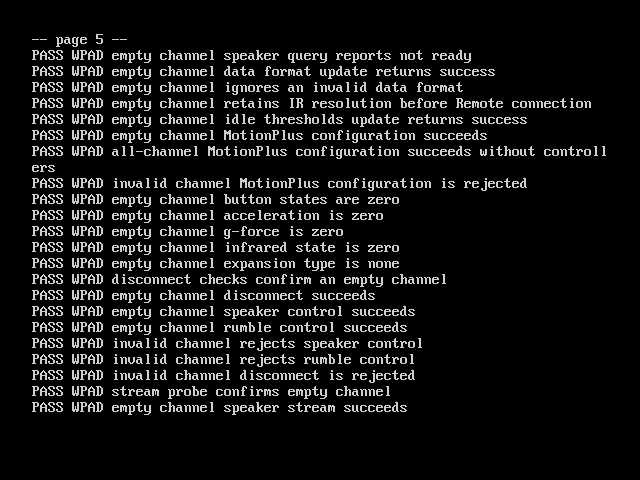 -- page 5 --
PASS WPAD empty channel speaker query reports not ready
PASS WPAD empty channel data format update returns success
PASS WPAD empty channel ignores an invalid data format
PASS WPAD empty channel retains IR resolution before Remote connection
PASS WPAD empty channel idle thresholds update returns success
PASS WPAD empty channel MotionPlus configuration succeeds
PASS WPAD all-channel MotionPlus configuration succeeds without controll
ers
PASS WPAD invalid channel MotionPlus configuration is rejected
PASS WPAD empty channel button states are zero
PASS WPAD empty channel acceleration is zero
PASS WPAD empty channel g-force is zero
PASS WPAD empty channel infrared state is zero
PASS WPAD empty channel expansion type is none
PASS WPAD disconnect checks confirm an empty channel
PASS WPAD empty channel disconnect succeeds
PASS WPAD empty channel speaker control succeeds
PASS WPAD empty channel rumble control succeeds
PASS WPAD invalid channel rejects speaker control
PASS WPAD invalid channel rejects rumble control
PASS WPAD invalid channel disconnect is rejected
PASS WPAD stream probe confirms empty channel
PASS WPAD empty channel speaker stream succeeds